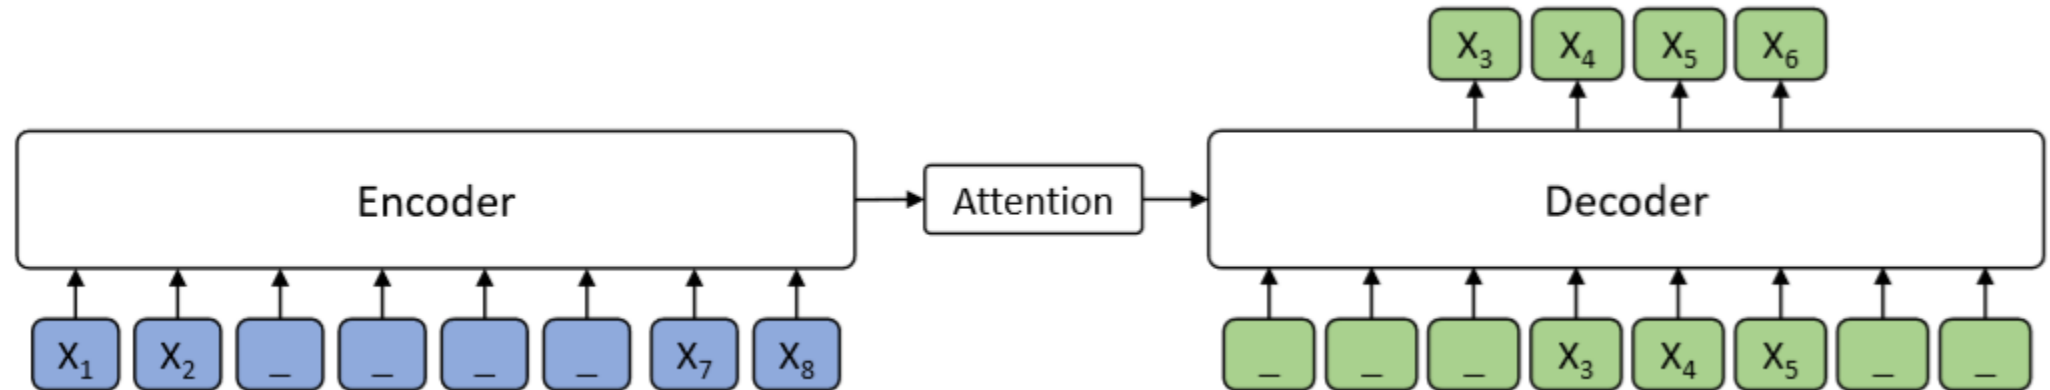 X₃ X₄ X₅ X₆
Encoder Attention Decoder
X₁ X₂ _ _ _ _ X₇ X₈ _ _ _ X₃ X₄ X₅ _ _